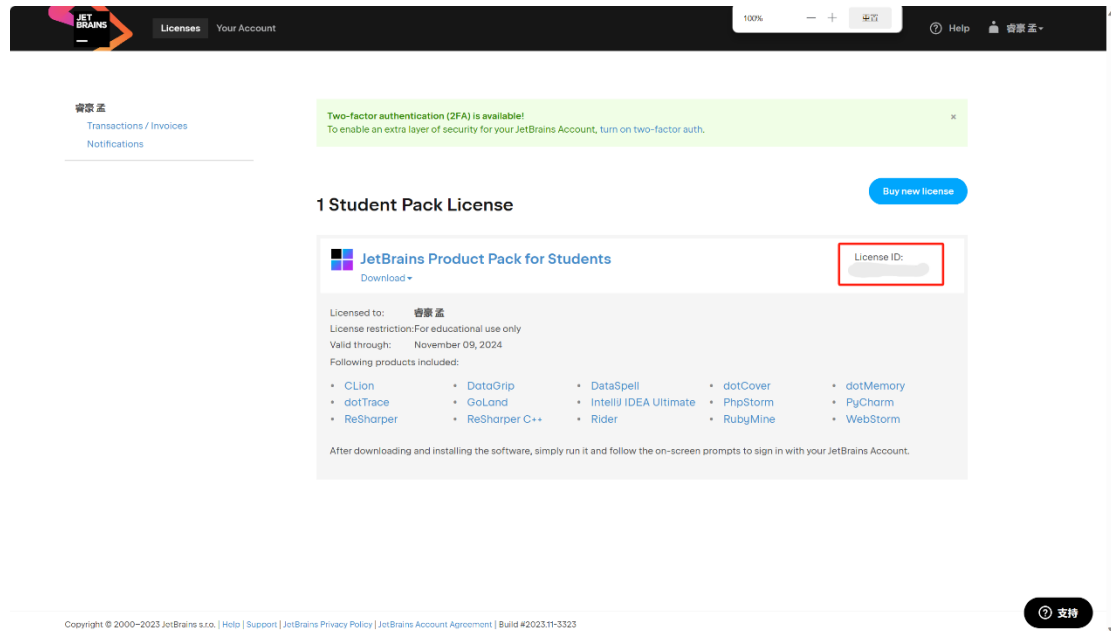 JET
BRAINS
Licenses Your Account
100% — + 重置
Help 睿豪 孟
睿豪 孟
Transactions / Invoices
Notifications
Two-factor authentication (2FA) is available!
To enable an extra layer of security for your JetBrains Account, turn on two-factor auth.
×
Buy new license
1 Student Pack License
JetBrains Product Pack for Students
Download
License ID:
Licensed to: 睿豪 孟
License restriction:For educational use only
Valid through: November 09, 2024
Following products included:
• CLion • DataGrip • DataSpell • dotCover • dotMemory
• dotTrace • GoLand • IntelliJ IDEA Ultimate • PhpStorm • PyCharm
• ReSharper • ReSharper C++ • Rider • RubyMine • WebStorm
After downloading and installing the software, simply run it and follow the on-screen prompts to sign in with your JetBrains Account.
支持
Copyright © 2000–2023 JetBrains s.r.o. | Help | Support | JetBrains Privacy Policy | JetBrains Account Agreement | Build #2023.11-3323